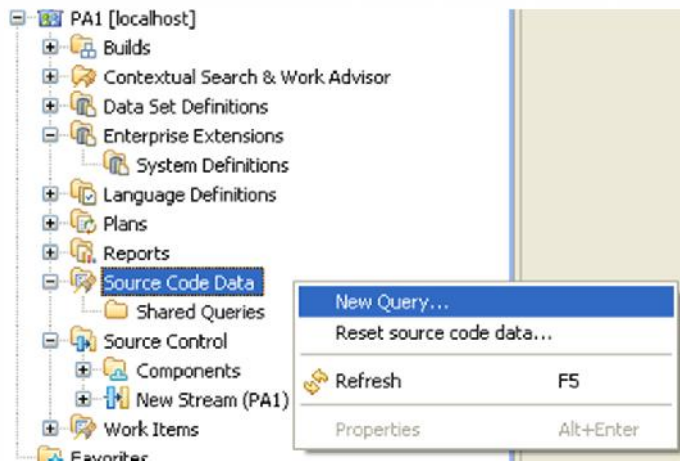 PA1 [localhost]
Builds
Contextual Search & Work Advisor
Data Set Definitions
Enterprise Extensions
System Definitions
Language Definitions
Plans
Reports
Source Code Data
Shared Queries
Source Control
Components
New Stream (PA1)
Work Items
Favorites
New Query...
Reset source code data...
Refresh F5
Properties Alt+Enter